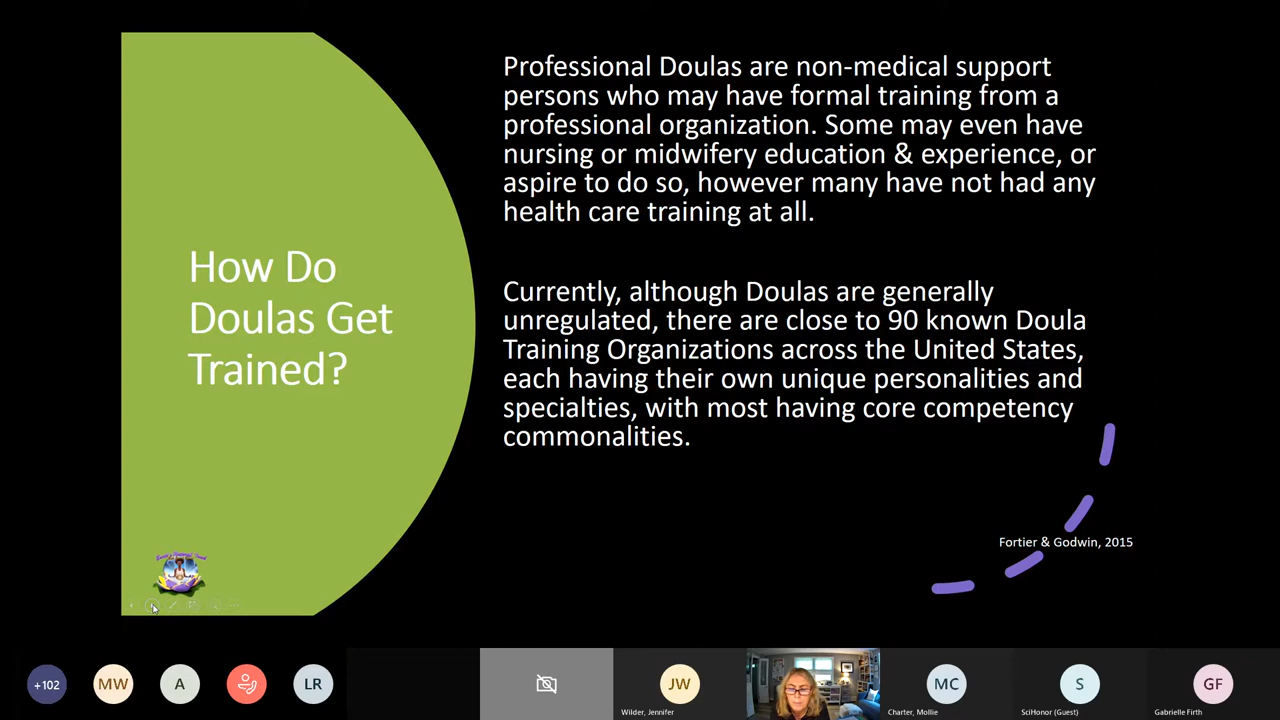 How Do
Doulas Get
Trained?
Professional Doulas are non-medical support
persons who may have formal training from a
professional organization. Some may even have
nursing or midwifery education & experience, or
aspire to do so, however many have not had any
health care training at all.
Currently, although Doulas are generally
unregulated, there are close to 90 known Doula
Training Organizations across the United States,
each having their own unique personalities and
specialties, with most having core competency
commonalities.
Fortier & Godwin, 2015
+102
MW
A
LR
JW
Wilder, Jennifer
MC
Charter, Mollie
S
SciHonor (Guest)
GF
Gabrielle Firth